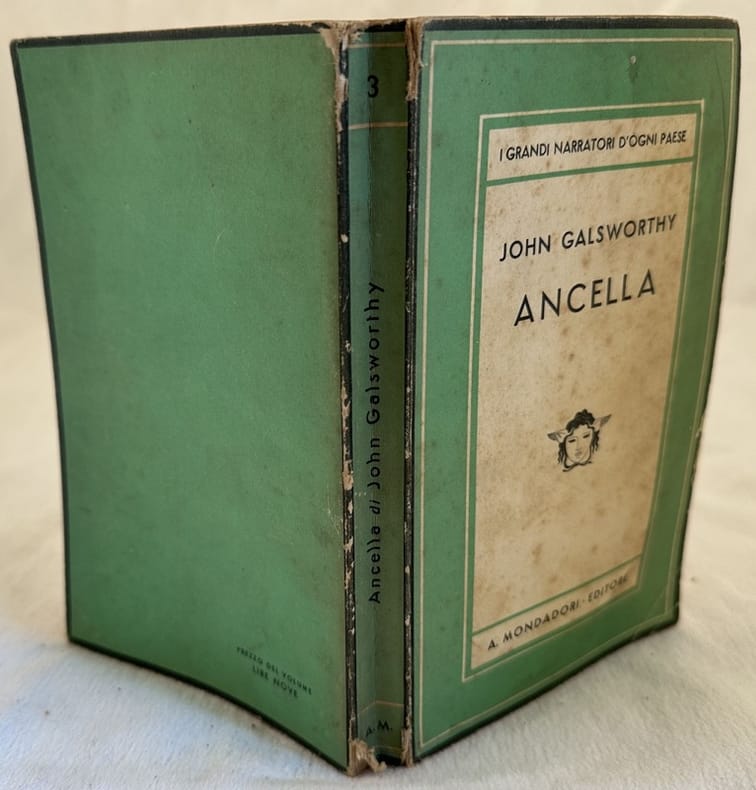 I GRANDI NARRATORI D'OGNI PAESE
JOHN GALSWORTHY
ANCELLA
A. MONDADORI · EDITORE
3
Ancella di John Galsworthy
A. M.
PREZZO DEL VOLUME
LIRE NOVE